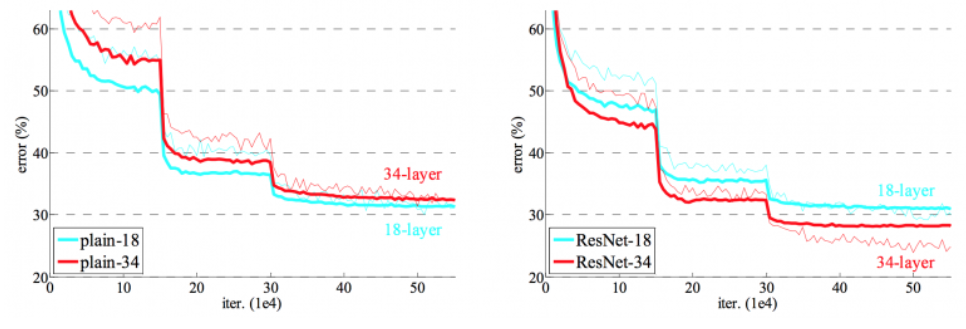 60
50
40
30
20
error (%)
0
10
20
30
40
50
iter. (1e4)
34-layer
18-layer
plain-18
plain-34
60
50
40
30
20
error (%)
0
10
20
30
40
50
iter. (1e4)
18-layer
34-layer
ResNet-18
ResNet-34